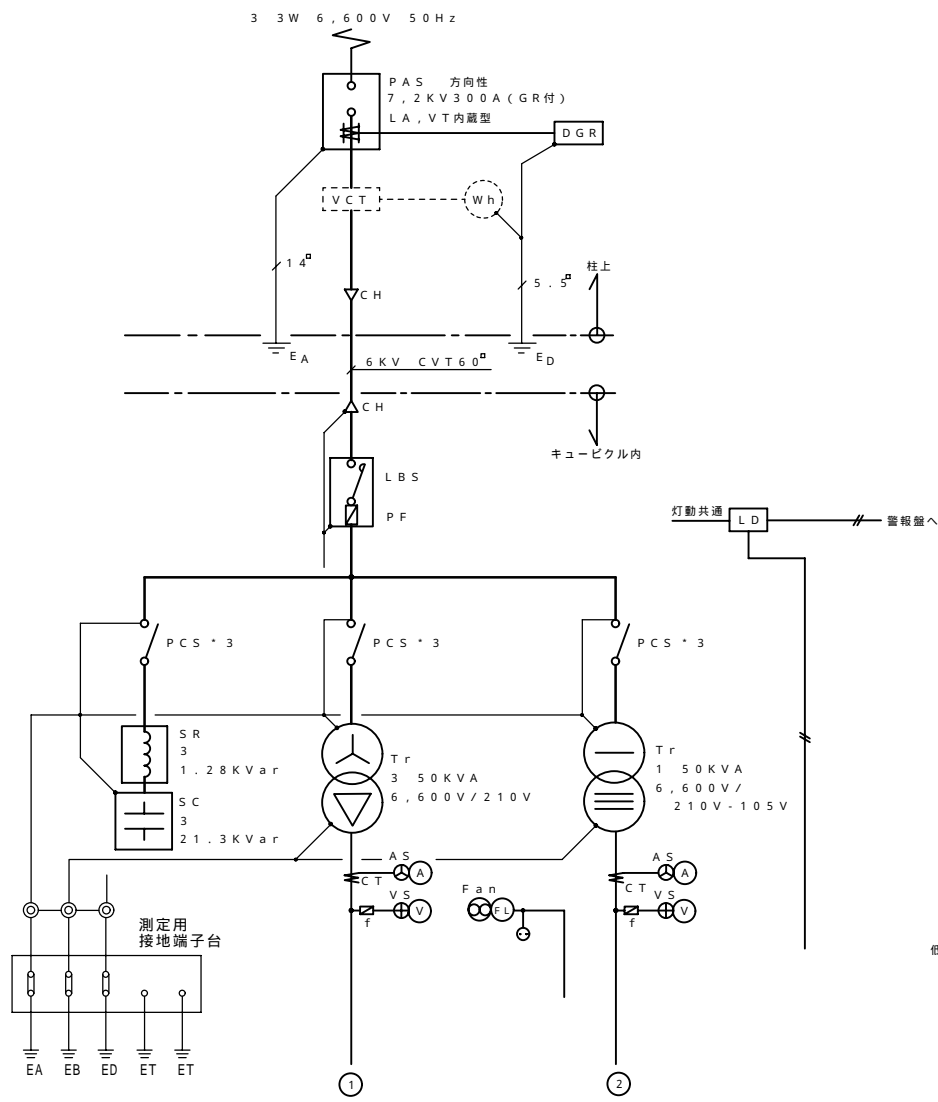 3 3W 6,600V 50Hz
PAS 方向性
7,2KV300A(GR付)
LA,VT内蔵型
DGR
VCT
Wh
14□
5.5□
柱上
CH
EA
ED
6KV CVT60□
CH
キュービクル内
LBS
PF
灯動共通
LD
警報盤へ
PCS*3
PCS*3
PCS*3
SR
3
1.28KVar
SC
3
21.3KVar
Tr
3 50KVA
6,600V/210V
Tr
1 50KVA
6,600V/
210V-105V
AS
A
CT
VS
V
f
Fan
FL
AS
A
CT
VS
V
f
測定用
接地端子台
低
EA
EB
ED
ET
ET
1
2